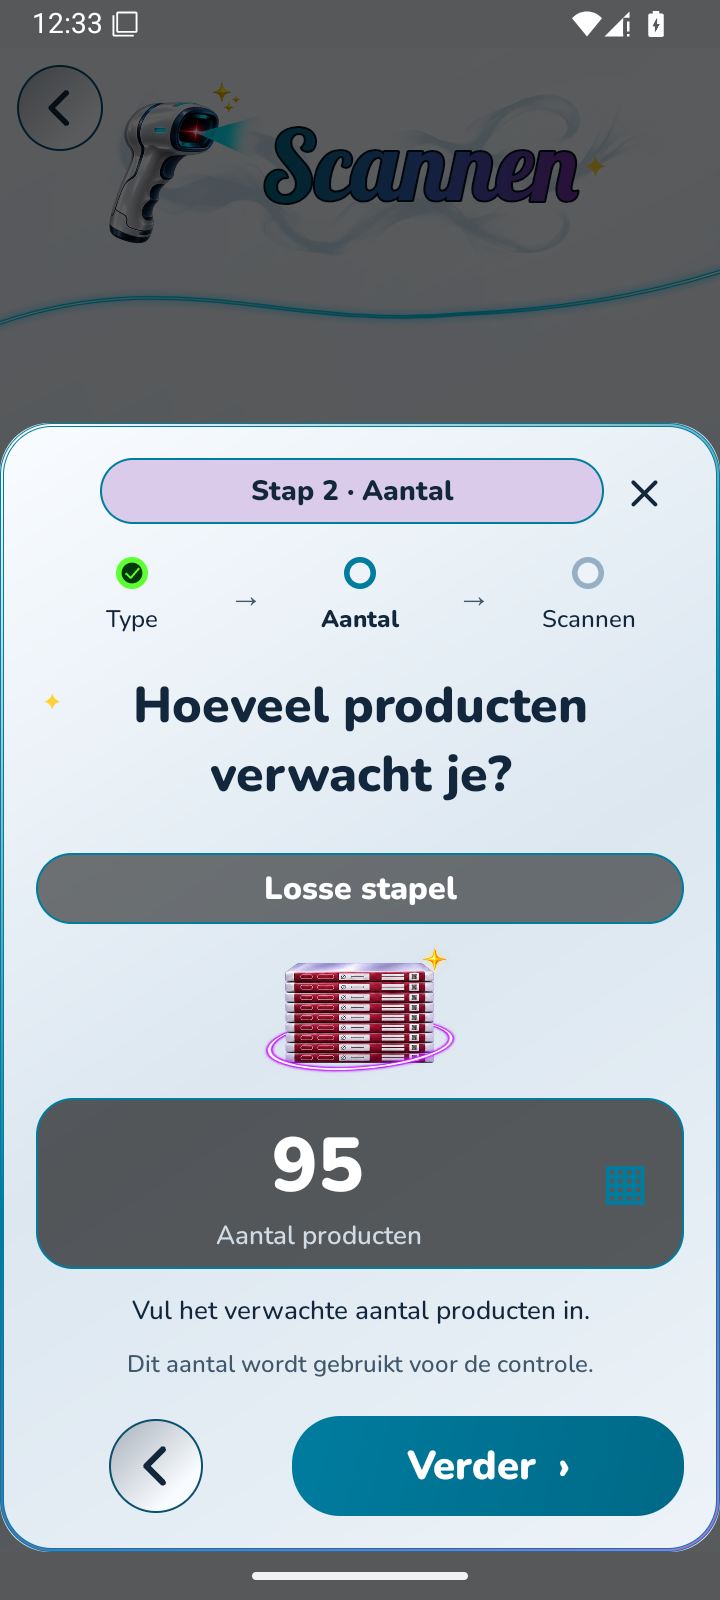 12:33
Scannen
Stap 2 · Aantal
Type → Aantal → Scannen
Hoeveel producten
verwacht je?
Losse stapel
95
Aantal producten
Vul het verwachte aantal producten in.
Dit aantal wordt gebruikt voor de controle.
Verder ›